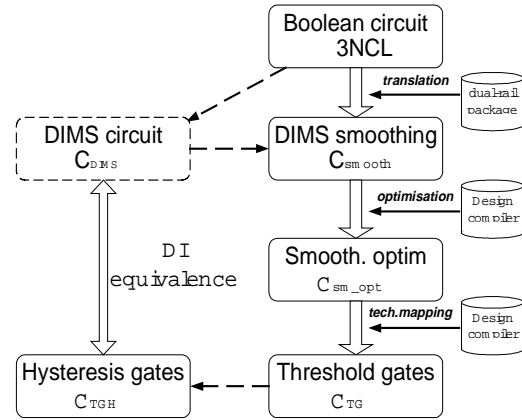 Boolean circuit
3NCL
translation
dual-rail
package
DIMS circuit
CDIMS
DIMS smoothing
Csmooth
optimisation
Design
compiler
DI
equivalence
Smooth. optim
Csm_opt
tech.mapping
Design
compiler
Hysteresis gates
CTGH
Threshold gates
CTG